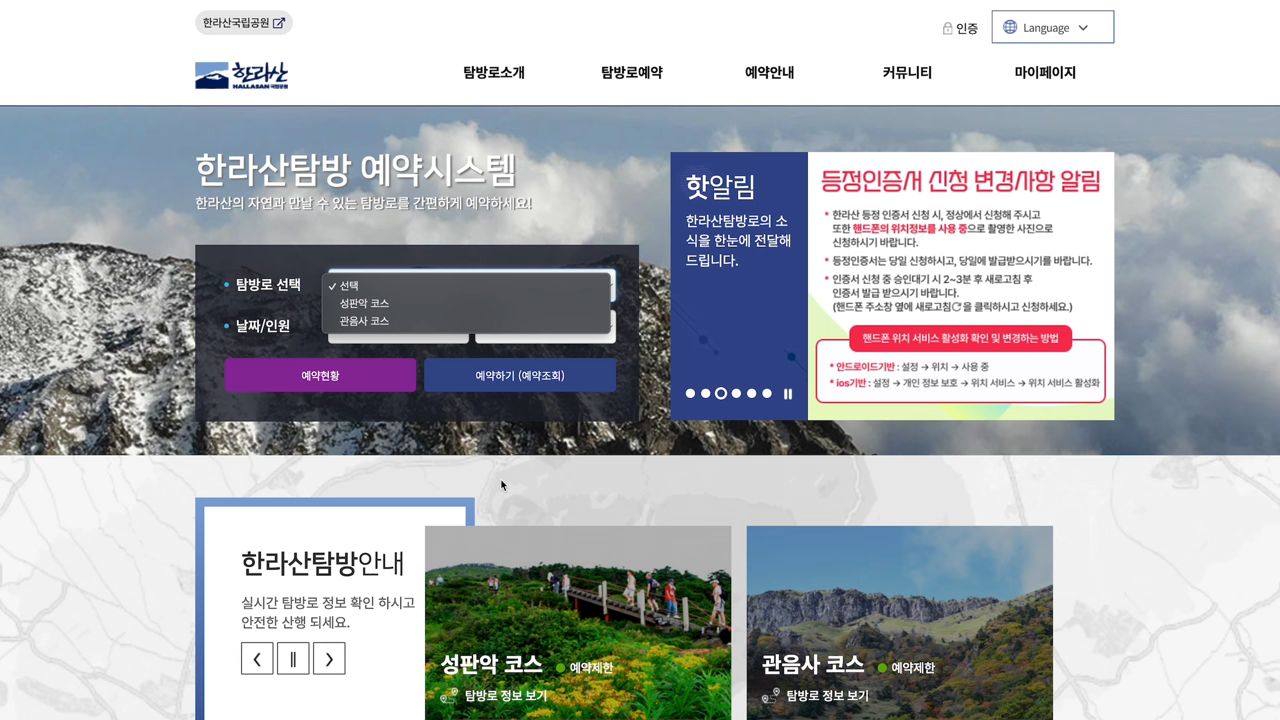 한라산국립공원
인증
Language
한라산
HALLASAN 국립공원
탐방로소개
탐방로예약
예약안내
커뮤니티
마이페이지
한라산탐방 예약시스템
한라산의 자연과 만날 수 있는 탐방로를 간편하게 예약하세요!
탐방로 선택
✓ 선택
성판악 코스
관음사 코스
날짜/인원
예약현황
예약하기 (예약조회)
핫알림
한라산탐방로의 소
식을 한눈에 전달해
드립니다.
등정인증서 신청 변경사항 알림
* 한라산 등정 인증서 신청 시, 정상에서 신청해 주시고
또한 핸드폰의 위치정보를 사용 중으로 촬영한 사진으로
신청하시기 바랍니다.
* 등정인증서는 당일 신청하시고, 당일에 발급받으시기를 바랍니다.
* 인증서 신청 중 승인대기 시 2~3분 후 새로고침 후
인증서 발급 받으시기 바랍니다.
(핸드폰 주소창 옆에 새로고침을 클릭하시고 신청하세요.)
핸드폰 위치 서비스 활성화 확인 및 변경하는 방법
* 안드로이드기반 : 설정 → 위치 → 사용 중
* ios기반 : 설정 → 개인 정보 보호 → 위치 서비스 → 위치 서비스 활성화
한라산탐방안내
실시간 탐방로 정보 확인 하시고
안전한 산행 되세요.
성판악 코스
예약제한
탐방로 정보 보기
관음사 코스
예약제한
탐방로 정보 보기